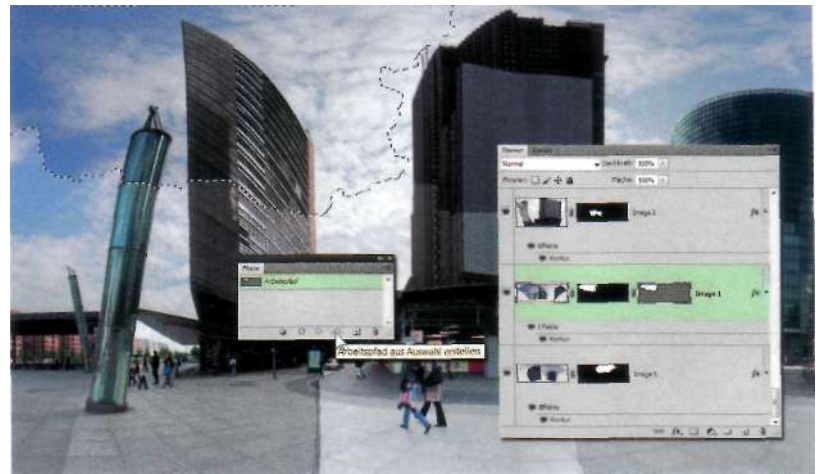 Pfade
Arbeitspfad
Arbeitspfad aus Auswahl erstellen
Ebenen
Normal
Deckkraft: 100%
Fixieren:
Fläche: 100%
Effekte
Kontur
Image 1
Effekte
Kontur
Effekte
Kontur